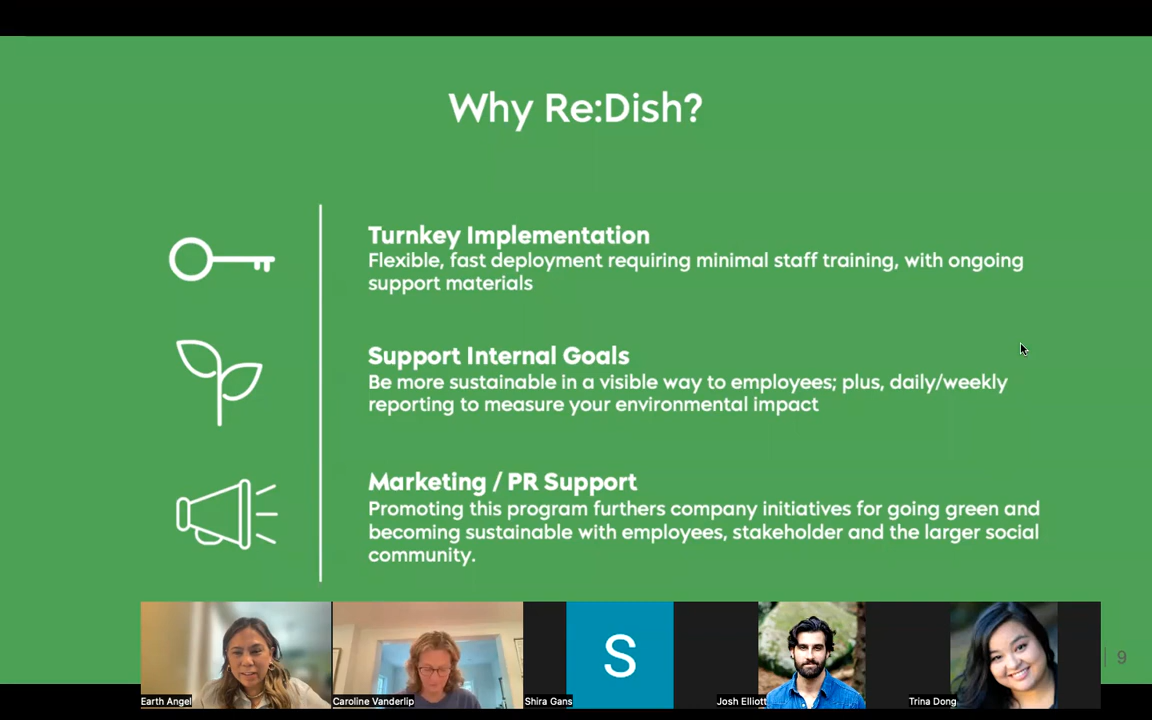 Why Re:Dish?
Turnkey Implementation
Flexible, fast deployment requiring minimal staff training, with ongoing
support materials
Support Internal Goals
Be more sustainable in a visible way to employees; plus, daily/weekly
reporting to measure your environmental impact
Marketing / PR Support
Promoting this program furthers company initiatives for going green and
becoming sustainable with employees, stakeholder and the larger social
community.
S
Earth Angel
Caroline Vanderlip
Shira Gans
Josh Elliott
Trina Dong
9